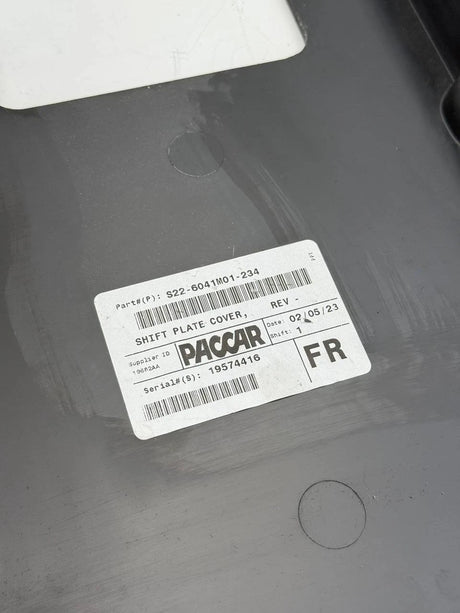 Part#(P): S22-6041M01-234
SHIFT PLATE COVER, REV -
Supplier ID
PACCAR
Date: 02/05/23
Shift: 1
FR
Serial#(S): 19574416